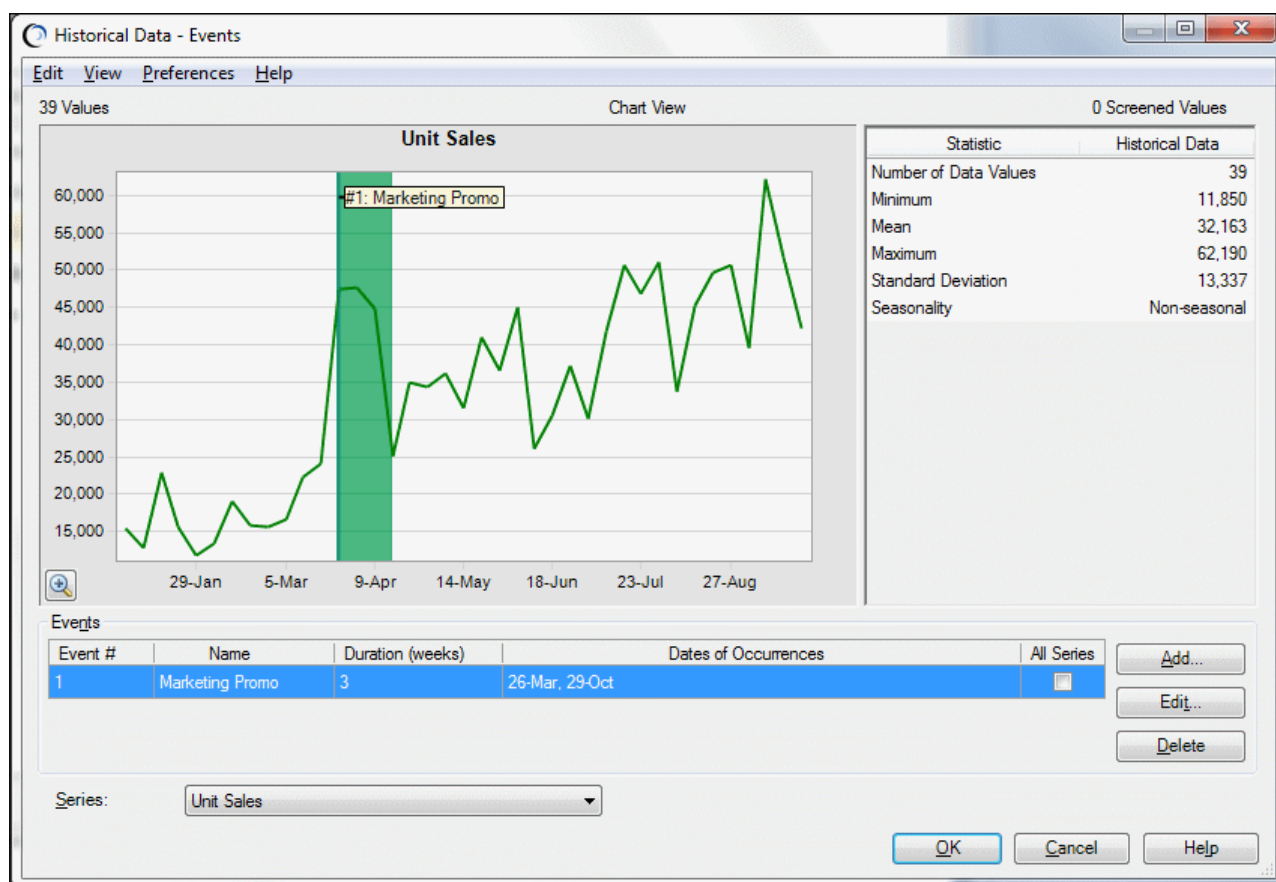 Historical Data - Events
Edit View Preferences Help
39 Values Chart View 0 Screened Values
Unit Sales
#1: Marketing Promo
60,000
55,000
50,000
45,000
40,000
35,000
30,000
25,000
20,000
15,000
29-Jan 5-Mar 9-Apr 14-May 18-Jun 23-Jul 27-Aug
Statistic Historical Data
Number of Data Values 39
Minimum 11,850
Mean 32,163
Maximum 62,190
Standard Deviation 13,337
Seasonality Non-seasonal
Events
Event # Name Duration (weeks) Dates of Occurrences All Series
1 Marketing Promo 3 26-Mar, 29-Oct
Add...
Edit...
Delete
Series: Unit Sales
OK Cancel Help